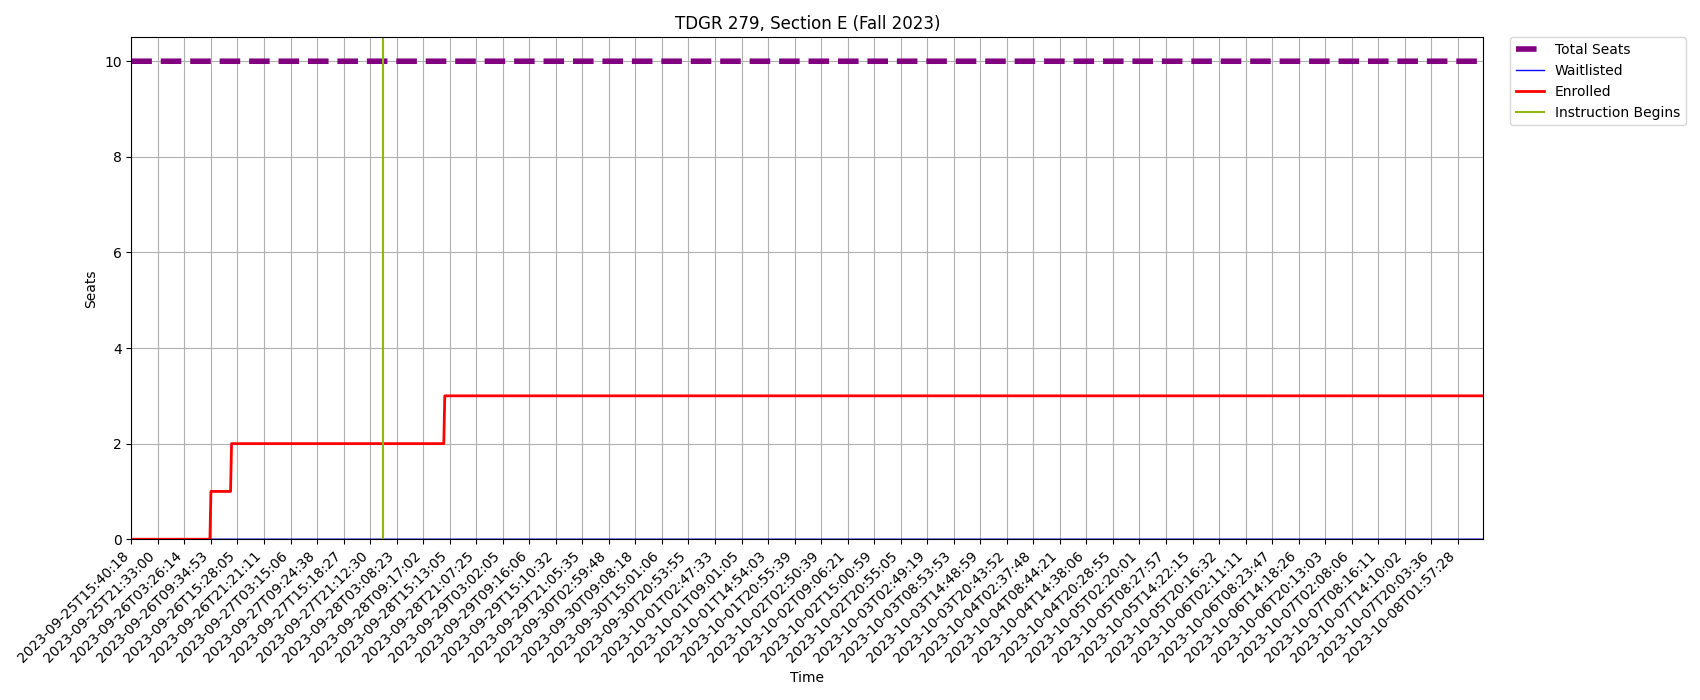 TDGR 279, Section E (Fall 2023)
Total Seats
Waitlisted
Enrolled
Instruction Begins
10
8
6
4
2
0
Seats
2023-09-25T15:40:18
2023-09-25T21:33:00
2023-09-26T03:26:14
2023-09-26T09:34:53
2023-09-26T15:28:05
2023-09-26T21:21:11
2023-09-27T03:15:06
2023-09-27T09:24:38
2023-09-27T15:18:27
2023-09-27T21:12:30
2023-09-28T03:08:23
2023-09-28T09:17:02
2023-09-28T15:13:05
2023-09-28T21:07:25
2023-09-29T03:02:05
2023-09-29T09:16:06
2023-09-29T15:10:32
2023-09-29T21:05:35
2023-09-30T02:59:48
2023-09-30T09:08:18
2023-09-30T15:01:06
2023-09-30T20:53:55
2023-10-01T02:47:33
2023-10-01T09:01:05
2023-10-01T14:54:03
2023-10-01T20:55:39
2023-10-02T02:50:39
2023-10-02T09:06:21
2023-10-02T15:00:59
2023-10-02T20:55:05
2023-10-03T02:49:19
2023-10-03T08:53:53
2023-10-03T14:48:59
2023-10-03T20:43:52
2023-10-04T02:37:48
2023-10-04T08:44:21
2023-10-04T14:38:06
2023-10-04T20:28:55
2023-10-05T02:20:01
2023-10-05T08:27:57
2023-10-05T14:22:15
2023-10-05T20:16:32
2023-10-06T02:11:11
2023-10-06T08:23:47
2023-10-06T14:18:26
2023-10-06T20:13:03
2023-10-07T02:08:06
2023-10-07T08:16:11
2023-10-07T14:10:02
2023-10-07T20:03:36
2023-10-08T01:57:28
Time